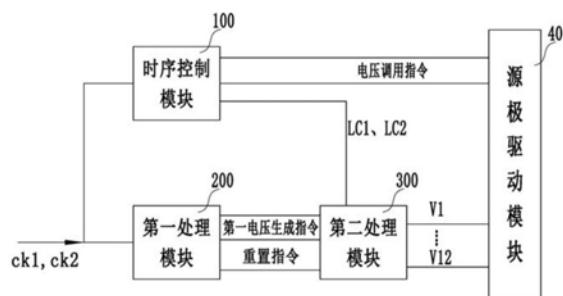 100
时序控制
模块
电压调用指令
40
源极驱动模块
LC1、LC2
200
第一处理
模块
第一电压生成指令
重置指令
300
第二处理
模块
V1
V12
ck1,ck2